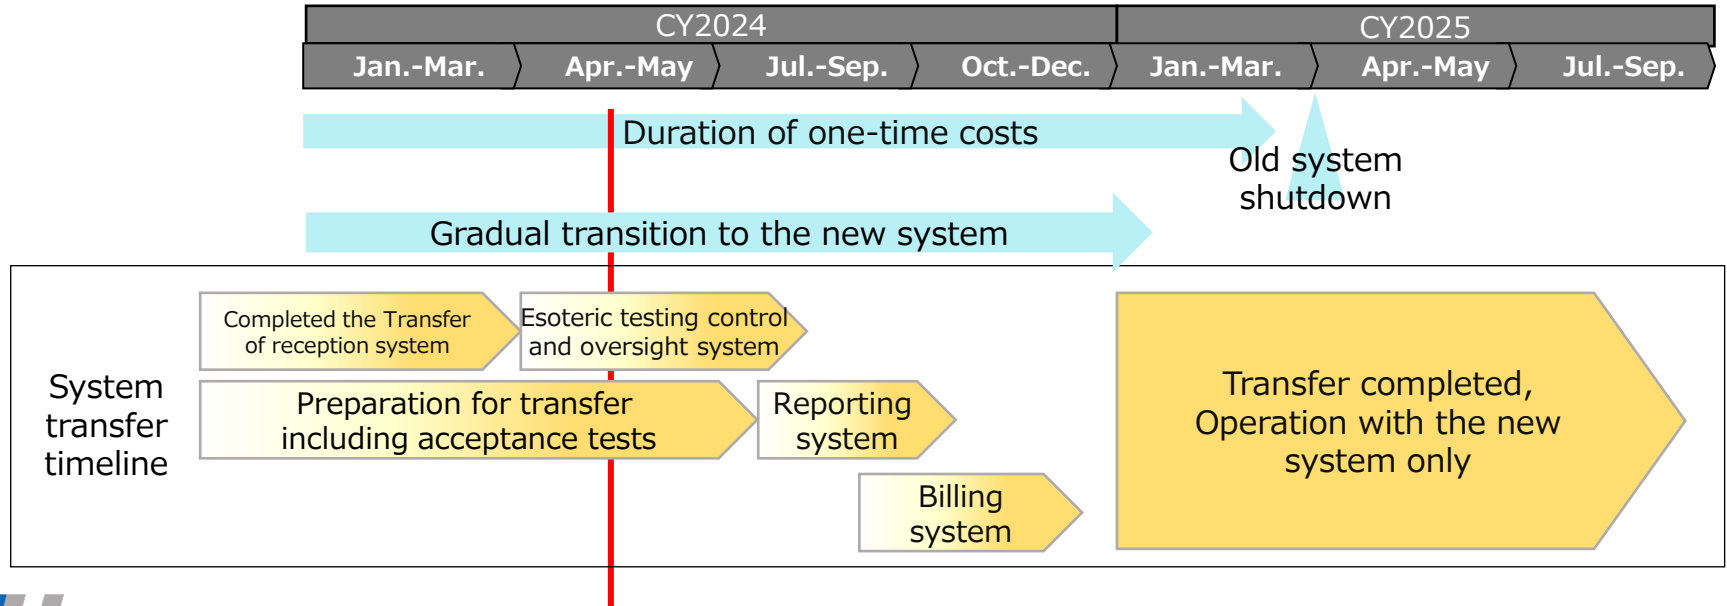 CY2024
CY2025
Jan.-Mar.
Apr.-May
Jul.-Sep.
Oct.-Dec.
Jan.-Mar.
Apr.-May
Jul.-Sep.
Duration of one-time costs
Old system
shutdown
Gradual transition to the new system
System
transfer
timeline
Completed the Transfer
of reception system
Esoteric testing control
and oversight system
Preparation for transfer
including acceptance tests
Reporting
system
Billing
system
Transfer completed,
Operation with the new
system only